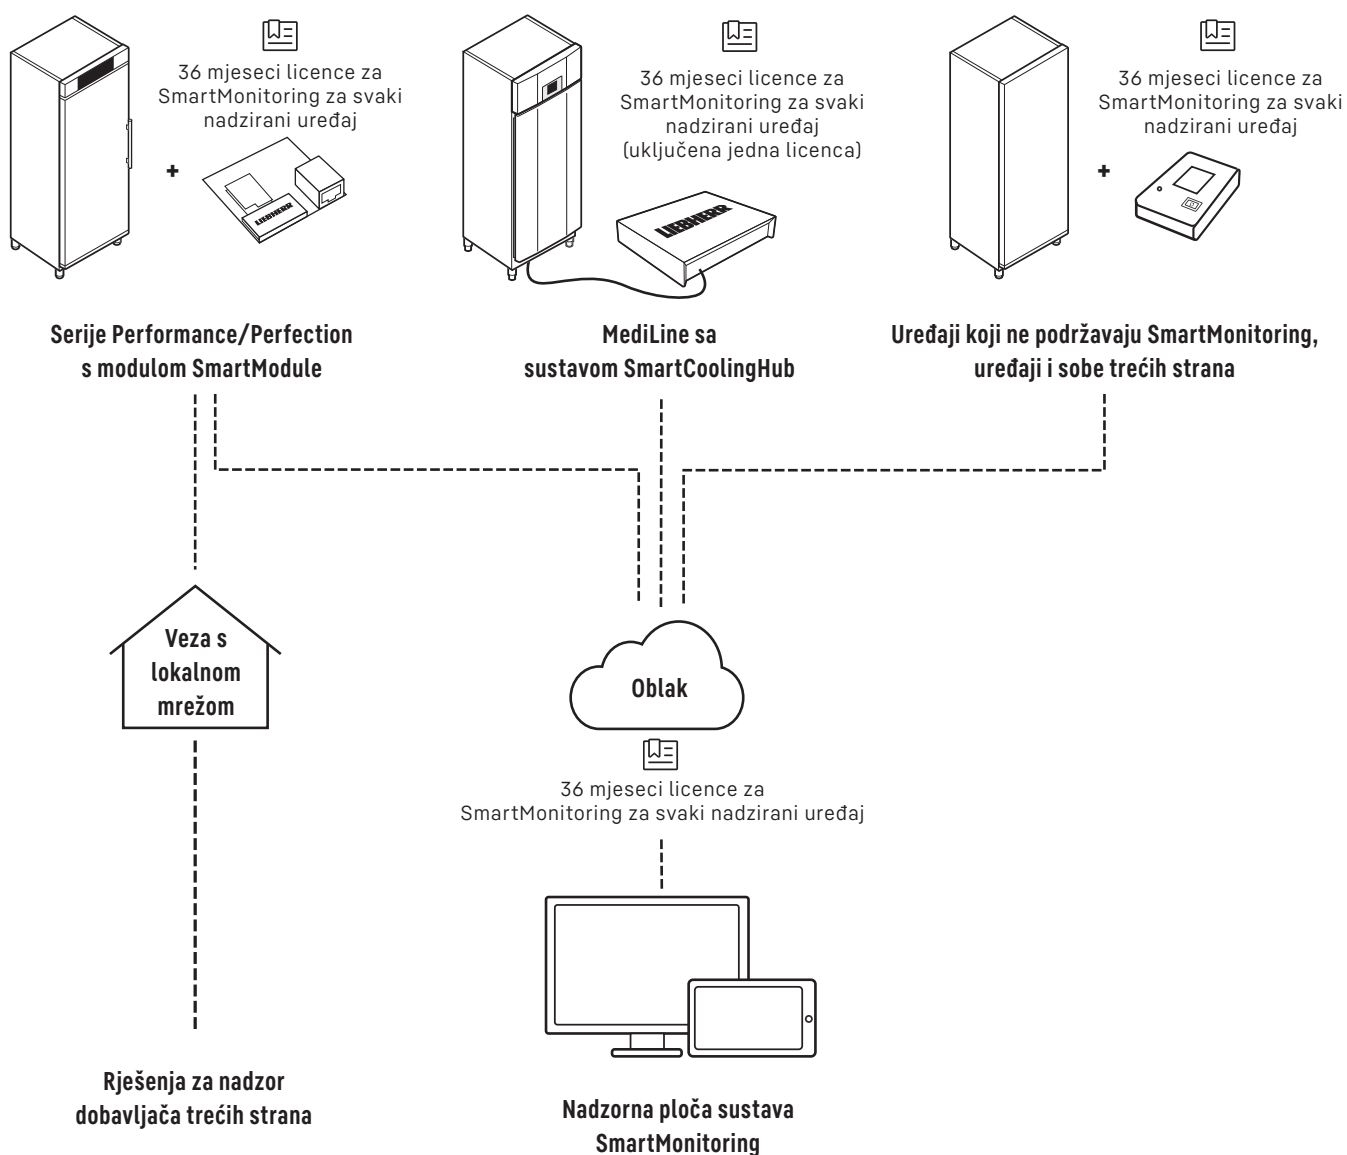 36 mjeseci licence za
SmartMonitoring za svaki
nadzirani uređaj
+
LIEBHERR
Serije Performance/Perfection
s modulom SmartModule
36 mjeseci licence za
SmartMonitoring za svaki
nadzirani uređaj
(uključena jedna licenca)
LIEBHERR
MediLine sa
sustavom SmartCoolingHub
36 mjeseci licence za
SmartMonitoring za svaki
nadzirani uređaj
+
Uređaji koji ne podržavaju SmartMonitoring,
uređaji i sobe trećih strana
Veza s
lokalnom
mrežom
Oblak
36 mjeseci licence za
SmartMonitoring za svaki nadzirani uređaj
Rješenja za nadzor
dobavljača trećih strana
Nadzorna ploča sustava
SmartMonitoring